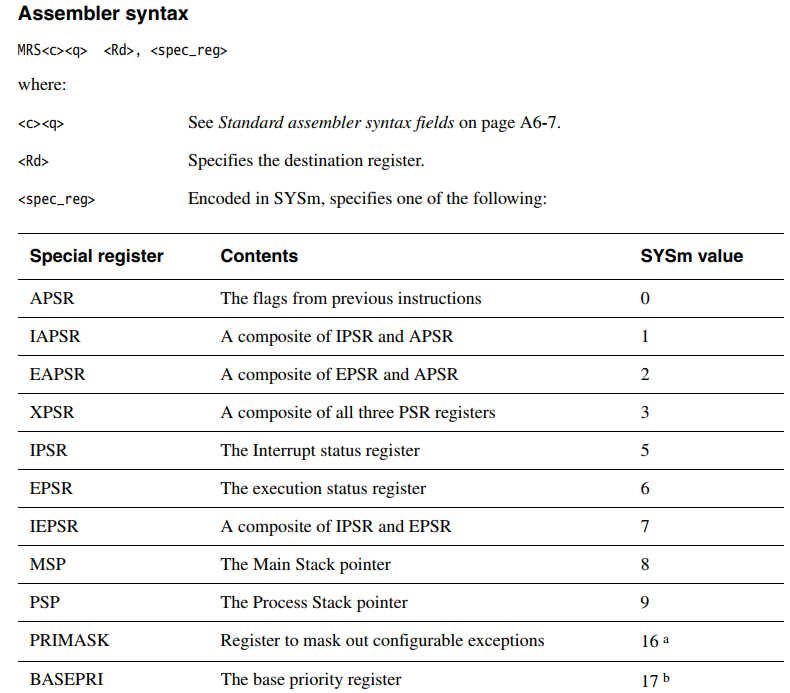 Assembler syntax
MRS<c><q> <Rd>, <spec_reg>
where:
<c><q> See Standard assembler syntax fields on page A6-7.
<Rd> Specifies the destination register.
<spec_reg> Encoded in SYSm, specifies one of the following:
Special register Contents SYSm value
APSR The flags from previous instructions 0
IAPSR A composite of IPSR and APSR 1
EAPSR A composite of EPSR and APSR 2
XPSR A composite of all three PSR registers 3
IPSR The Interrupt status register 5
EPSR The execution status register 6
IEPSR A composite of IPSR and EPSR 7
MSP The Main Stack pointer 8
PSP The Process Stack pointer 9
PRIMASK Register to mask out configurable exceptions 16 a
BASEPRI The base priority register 17 b